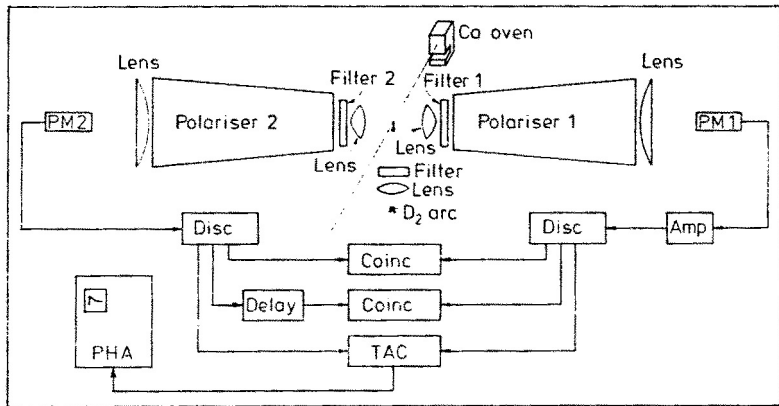 Ca oven
Lens
Filter 2
Filter 1
Lens
PM2
Polariser 2
Polariser 1
PM1
Lens
Lens
Filter
Lens
D₂ arc
Disc
Disc
Amp
Coinc
Delay
Coinc
7
PHA
TAC